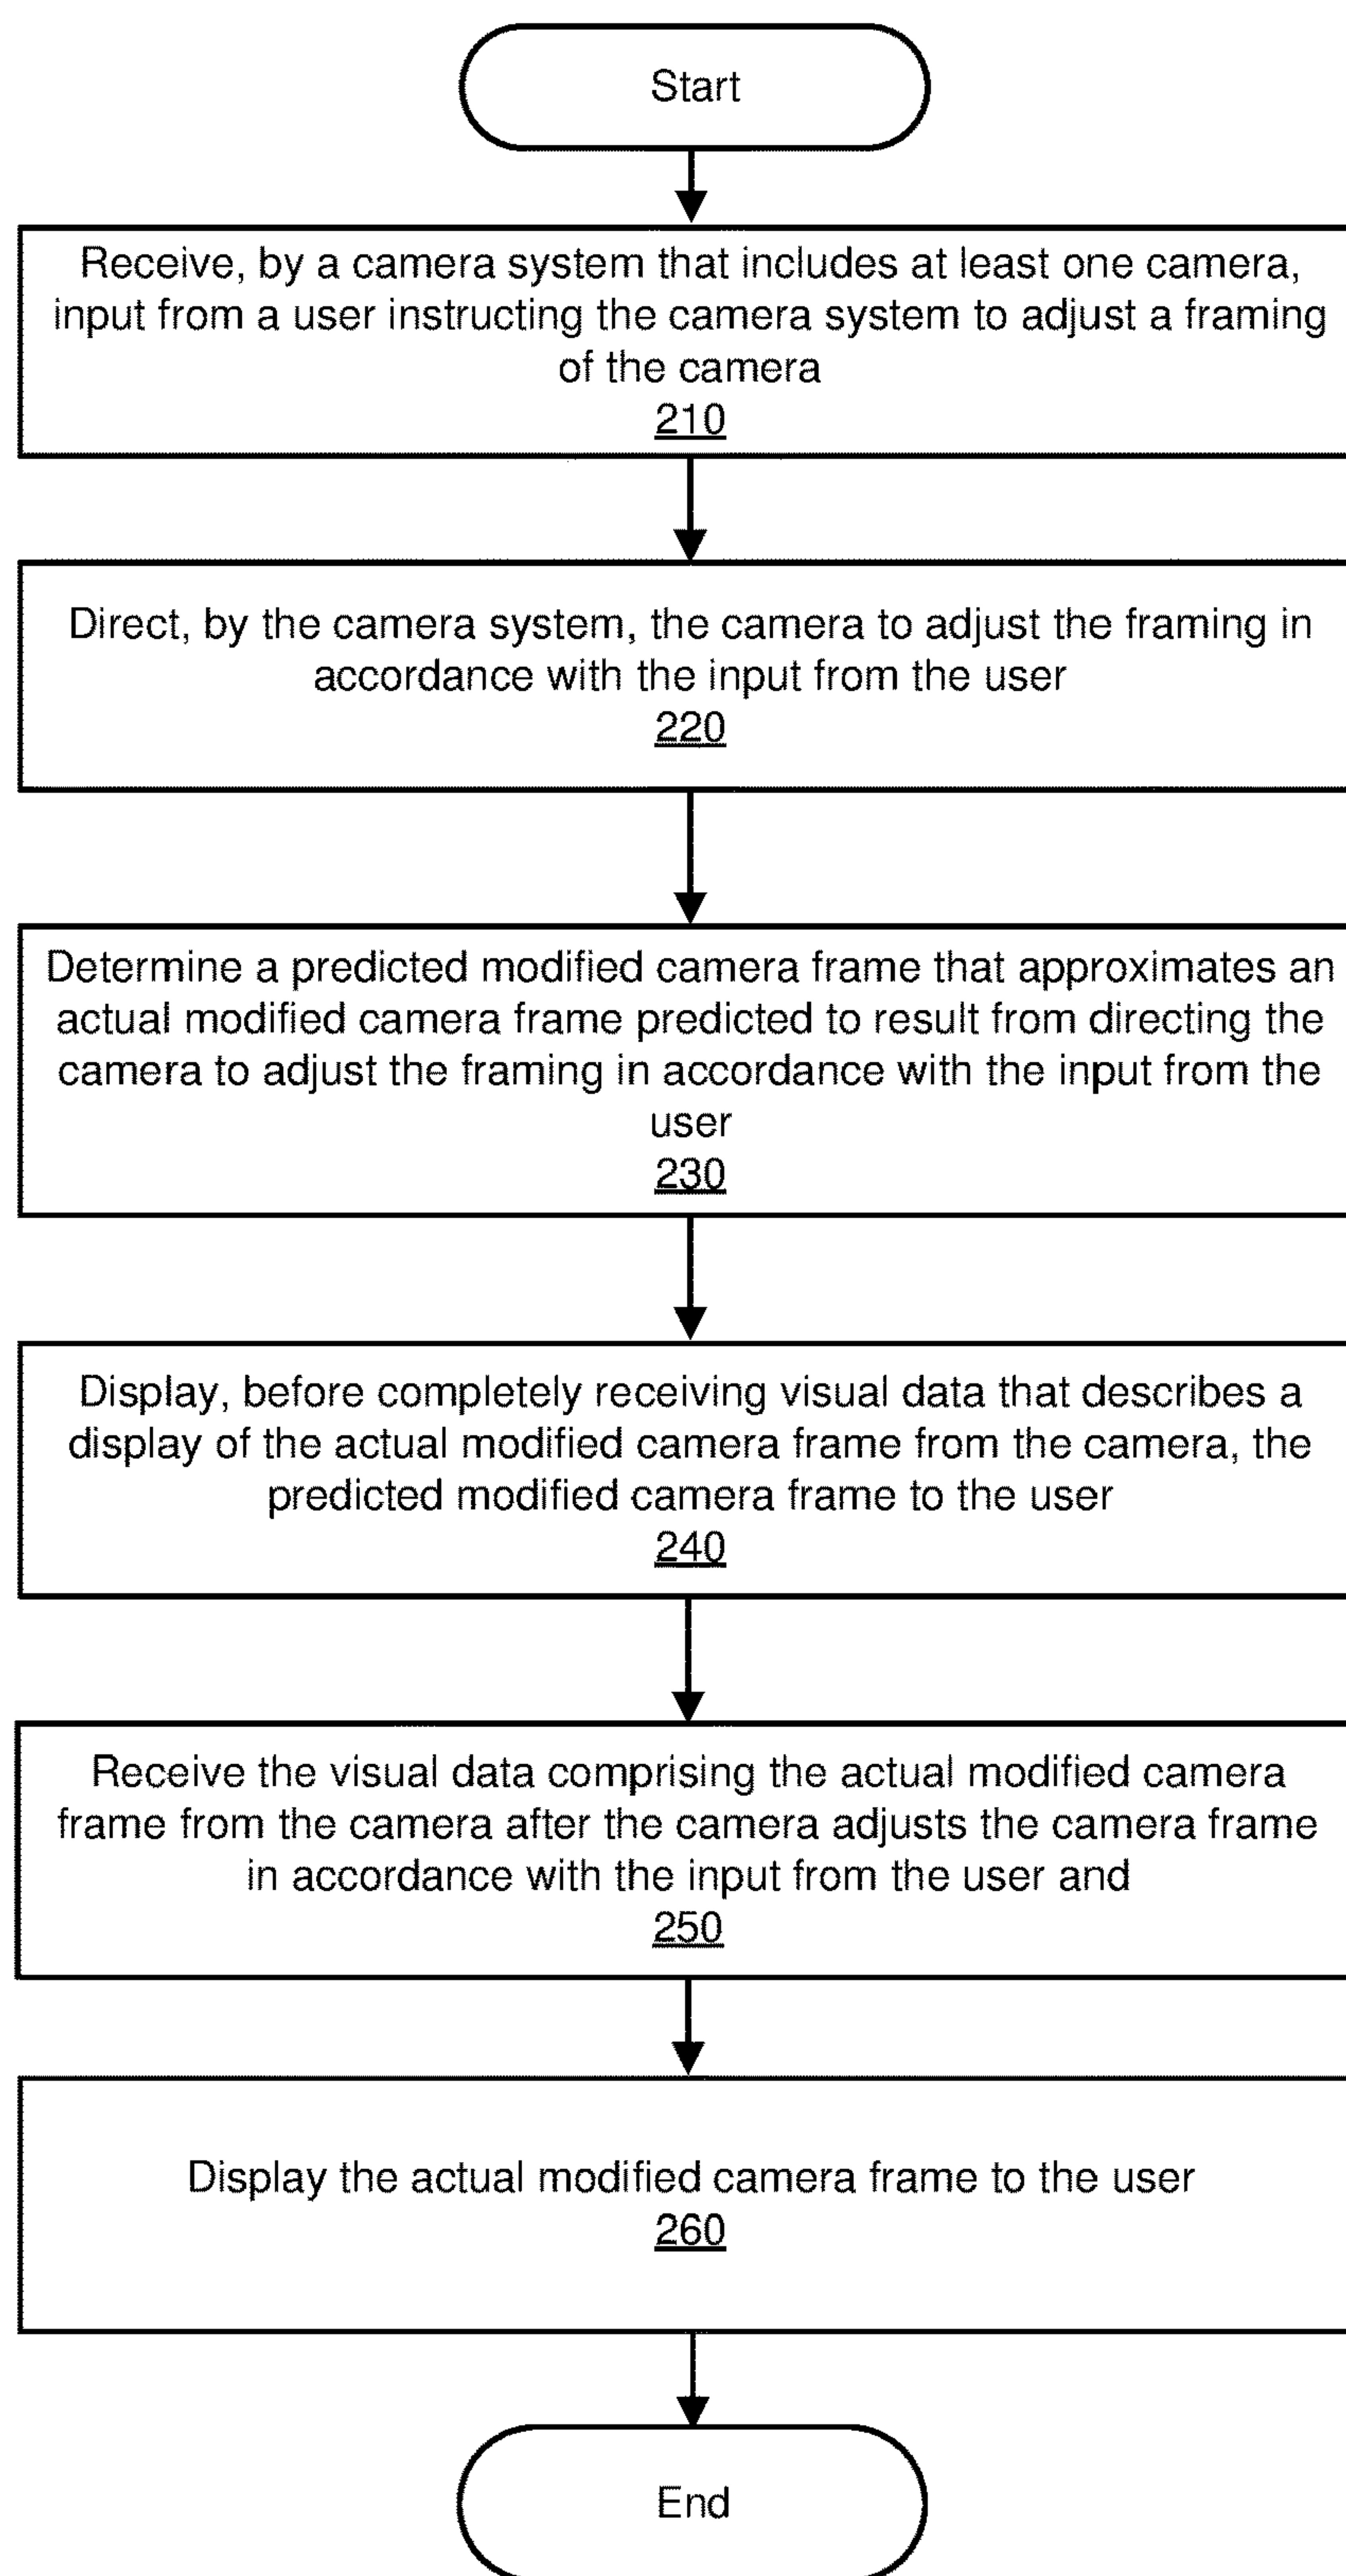 Start
Receive, by a camera system that includes at least one camera,
input from a user instructing the camera system to adjust a framing
of the camera
210
Direct, by the camera system, the camera to adjust the framing in
accordance with the input from the user
220
Determine a predicted modified camera frame that approximates an
actual modified camera frame predicted to result from directing the
camera to adjust the framing in accordance with the input from the
user
230
Display, before completely receiving visual data that describes a
display of the actual modified camera frame from the camera, the
predicted modified camera frame to the user
240
Receive the visual data comprising the actual modified camera
frame from the camera after the camera adjusts the camera frame
in accordance with the input from the user and
250
Display the actual modified camera frame to the user
260
End